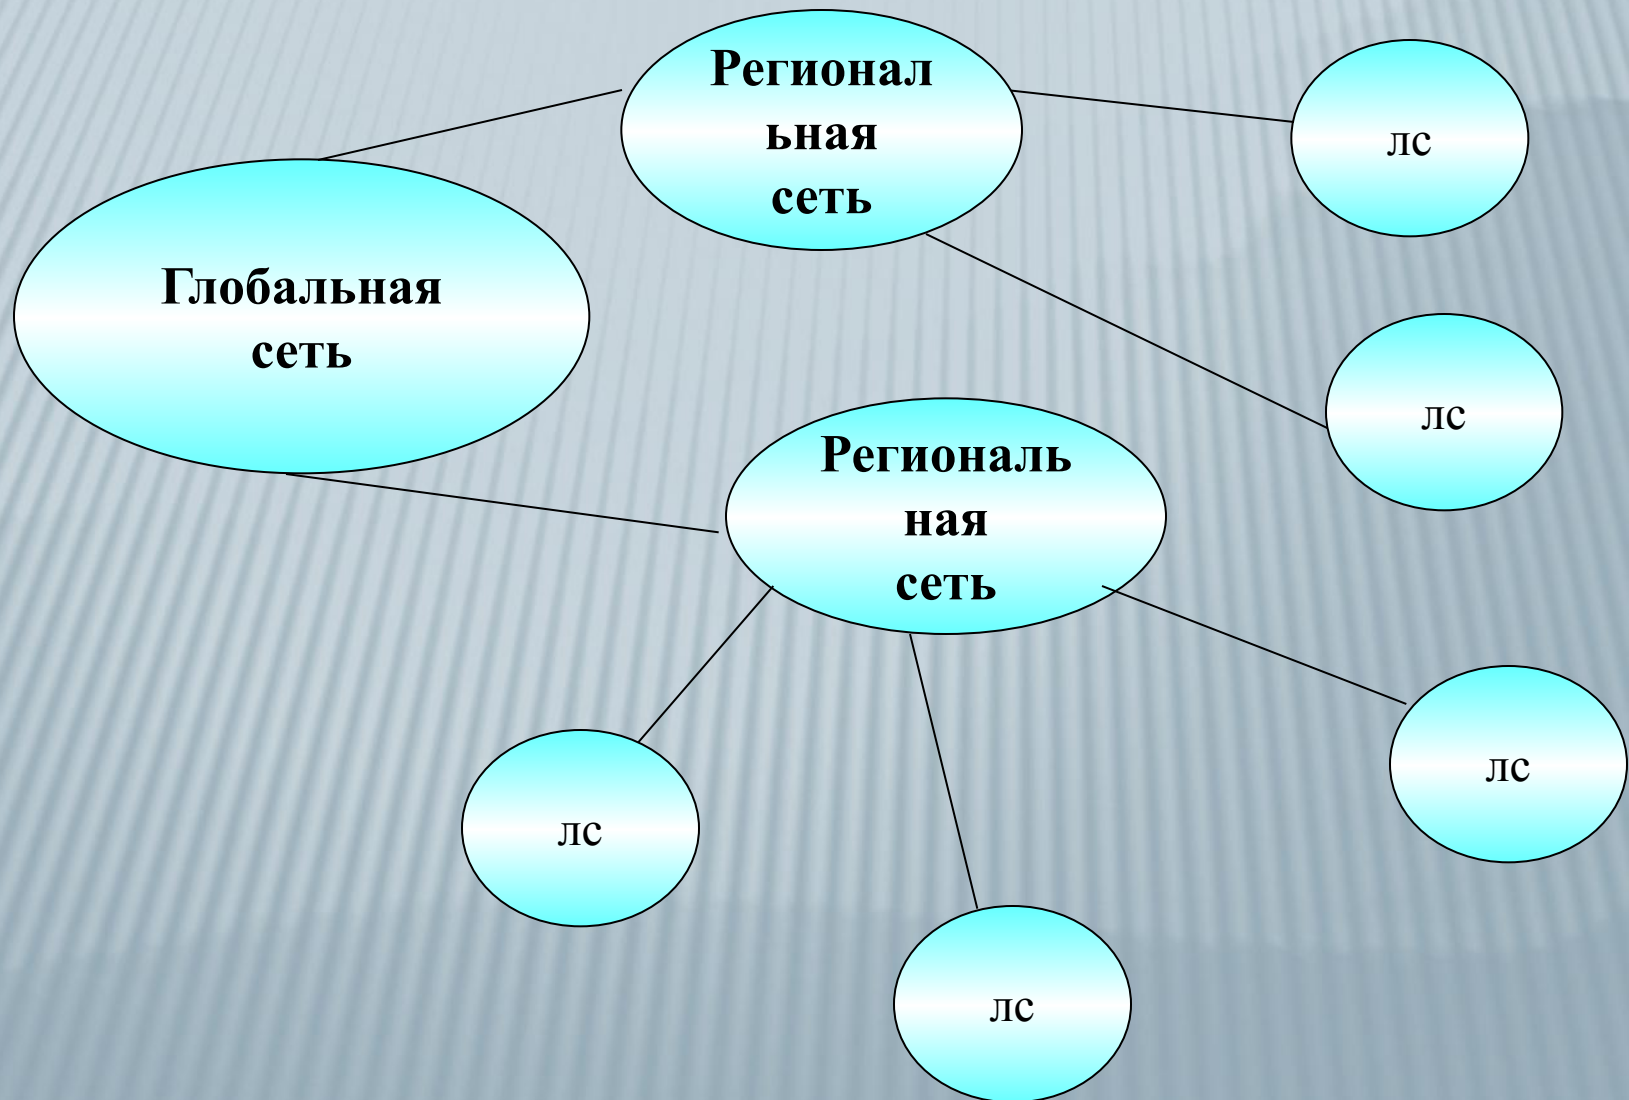 Регионал
ьная
сеть
лс
Глобальная
сеть
лс
Региональ
ная
сеть
лс
лс
лс